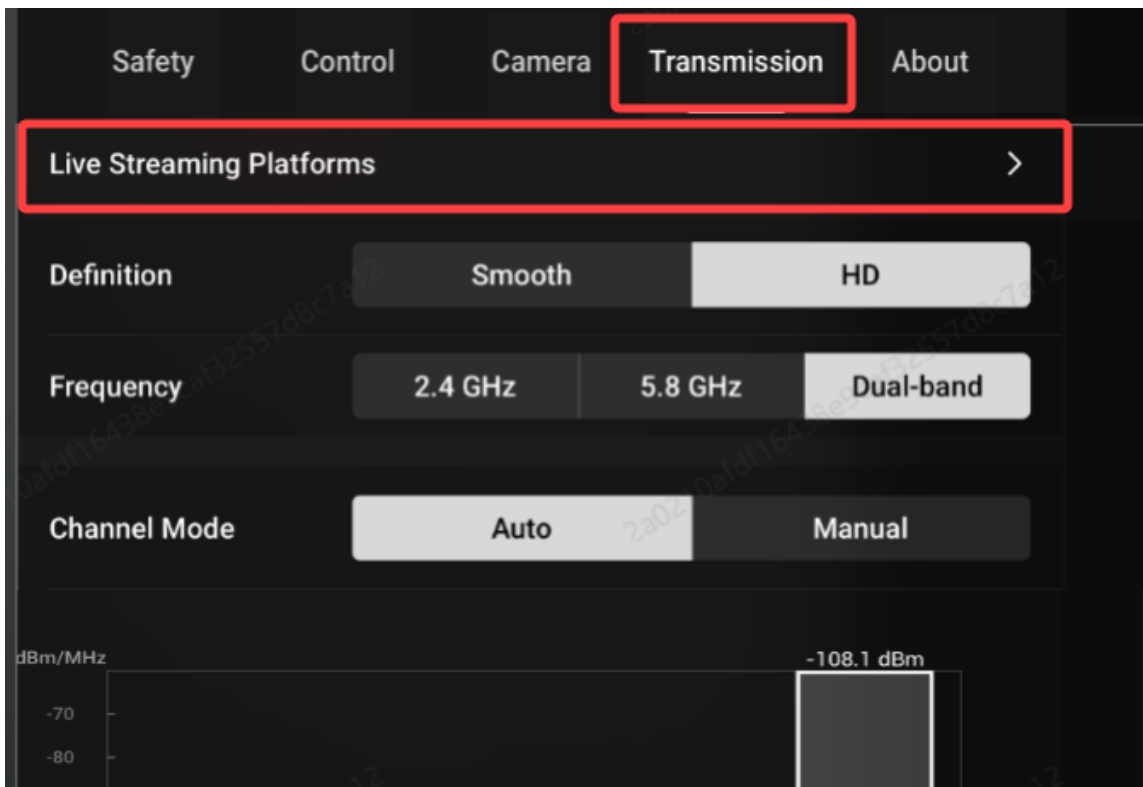 Safety Control Camera Transmission About
Live Streaming Platforms
Definition Smooth HD
Frequency 2.4 GHz 5.8 GHz Dual-band
Channel Mode Auto Manual
dBm/MHz -108.1 dBm
-70
-80